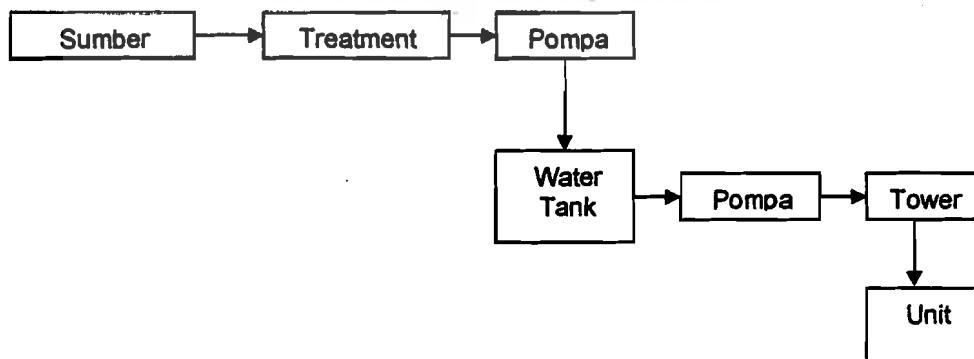 Sumber
Treatment
Pompa
Water
Tank
Pompa
Tower
Unit